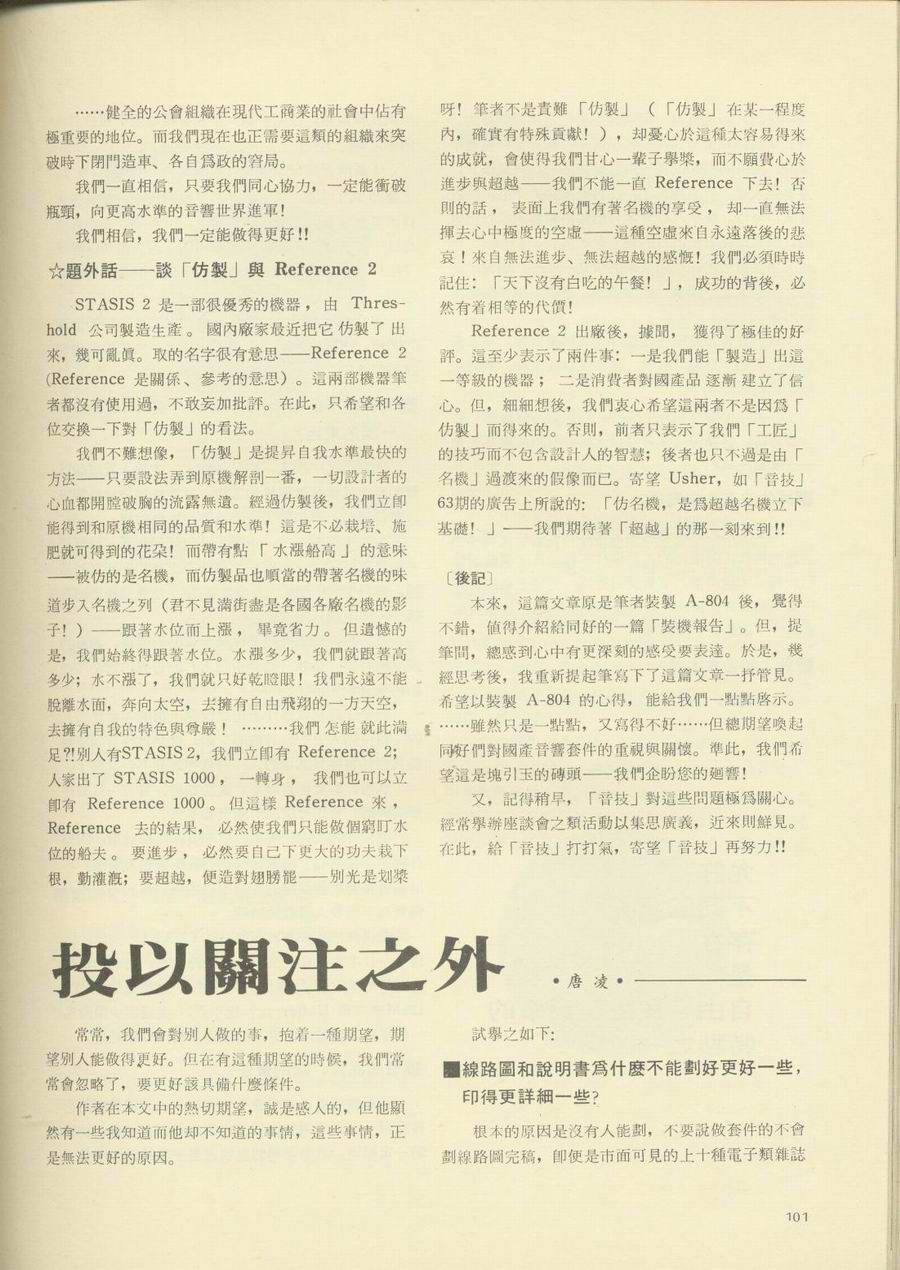 ……健全的公會組織在現代工商業的社會中佔有
極重要的地位。而我們現在也正需要這類的組織來突
破時下閉門造車、各自爲政的窘局。
我們一直相信，只要我們同心協力，一定能衝破
瓶頸，向更高水準的音響世界進軍！
我們相信，我們一定能做得更好!!
☆題外話——談「仿製」與 Reference 2
STASIS 2 是一部很優秀的機器，由 Thres-
hold 公司製造生產。國內廠家最近把它仿製了出
來，幾可亂眞。取的名字很有意思——Reference 2
(Reference 是關係、參考的意思)。這兩部機器筆
者都沒有使用過，不敢妄加批評。在此，只希望和各
位交換一下對「仿製」的看法。
我們不難想像，「仿製」是提昇自我水準最快的
方法——只要設法弄到原機解剖一番，一切設計者的
心血都開膛破胸的流露無遺。經過仿製後，我們立卽
能得到和原機相同的品質和水準！這是不必栽培、施
肥就可得到的花朶！而帶有點「水漲船高」的意味
——被仿的是名機，而仿製品也順當的帶著名機的味
道步入名機之列（君不見滿街盡是各國各廠名機的影
子！）——跟著水位而上漲，畢竟省力。但遺憾的
是，我們始終得跟著水位。水漲多少，我們就跟著高
多少；水不漲了，我們就只好乾瞪眼！我們永遠不能
脫離水面，奔向太空，去擁有自由飛翔的一方天空，
去擁有自我的特色與尊嚴！………我們怎能就此滿
足?!別人有STASIS 2，我們立卽有 Reference 2；
人家出了 STASIS 1000，一轉身，我們也可以立
卽有 Reference 1000。但這樣 Reference 來，
Reference 去的結果，必然使我們只能做個窮盯水
位的船夫。要進步，必然要自己下更大的功夫栽下
根，勤灌漑；要超越，便造對翅膀罷——別光是划槳
呀！筆者不是責難「仿製」（「仿製」在某一程度
內，確實有特殊貢獻！），却憂心於這種太容易得來
的成就，會使得我們甘心一輩子學槳，而不願費心於
進步與超越——我們不能一直 Reference 下去！否
則的話，表面上我們有著名機的享受，却一直無法
揮去心中極度的空虛——這種空虛來自永遠落後的悲
哀！來自無法進步、無法超越的感慨！我們必須時時
記住：「天下沒有白吃的午餐！」，成功的背後，必
然有着相等的代價！
Reference 2 出廠後，據聞，獲得了極佳的好
評。這至少表示了兩件事：一是我們能「製造」出這
一等級的機器；二是消費者對國產品逐漸建立了信
心。但，細細想後，我們衷心希望這兩者不是因爲「
仿製」而得來的。否則，前者只表示了我們「工匠」
的技巧而不包含設計人的智慧；後者也只不過是由「
名機」過渡來的假像而已。寄望 Usher，如「音技」
63期的廣告上所說的：「仿名機，是爲超越名機立下
基礎！」——我們期待著「超越」的那一刻來到!!
〔後記〕
本來，這篇文章原是筆者裝製 A-804 後，覺得
不錯，値得介紹給同好的一篇「裝機報告」。但，提
筆間，總感到心中有更深刻的感受要表達。於是，幾
經思考後，我重新提起筆寫下了這篇文章一抒管見。
希望以裝製 A-804 的心得，能給我們一點點啓示。
……雖然只是一點點，又寫得不好……但總期望喚起
同好們對國產音響套件的重視與關懷。準此，我們希
望這是塊引玉的磚頭——我們企盼您的廻響！
又，記得稍早，「音技」對這些問題極爲關心。
經常擧辦座談會之類活動以集思廣義，近來則鮮見。
在此，給「音技」打打氣，寄望「音技」再努力!!
投以關注之外
•唐凌•
常常，我們會對別人做的事，抱着一種期望，期
望別人能做得更好。但在有這種期望的時候，我們常
常會忽略了，要更好該具備什麼條件。
作者在本文中的熱切期望，誠是感人的，但他顯
然有一些我知道而他却不知道的事情，這些事情，正
是無法更好的原因。
試擧之如下：
■線路圖和說明書爲什麼不能劃好更好一些，
印得更詳細一些?
根本的原因是沒有人能劃，不要說做套件的不會
劃線路圖完稿，卽使是市面可見的上十種電子類雜誌
101